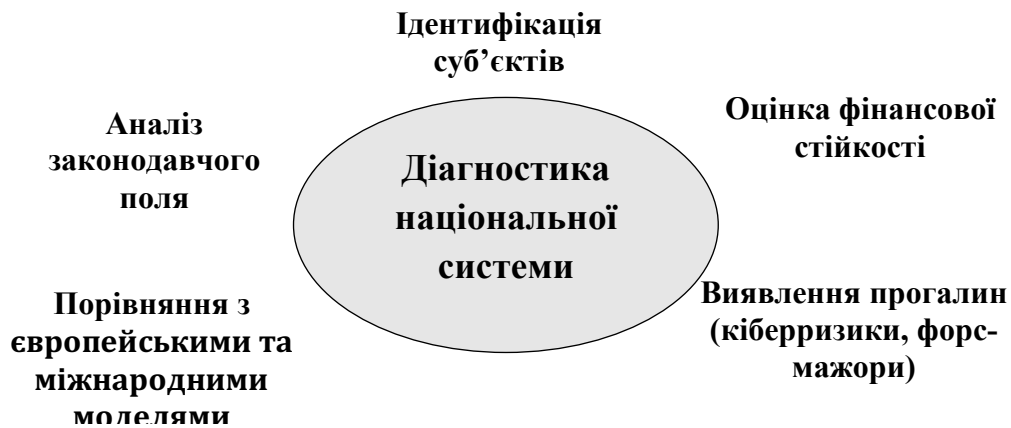 Ідентифікація
суб’єктів
Аналіз
законодавчого
поля
Діагностика
національної
системи
Оцінка фінансової
стійкості
Порівняння з
європейськими та
міжнародними
моделями
Виявлення прогалин
(кіберризики, форс-
мажори)